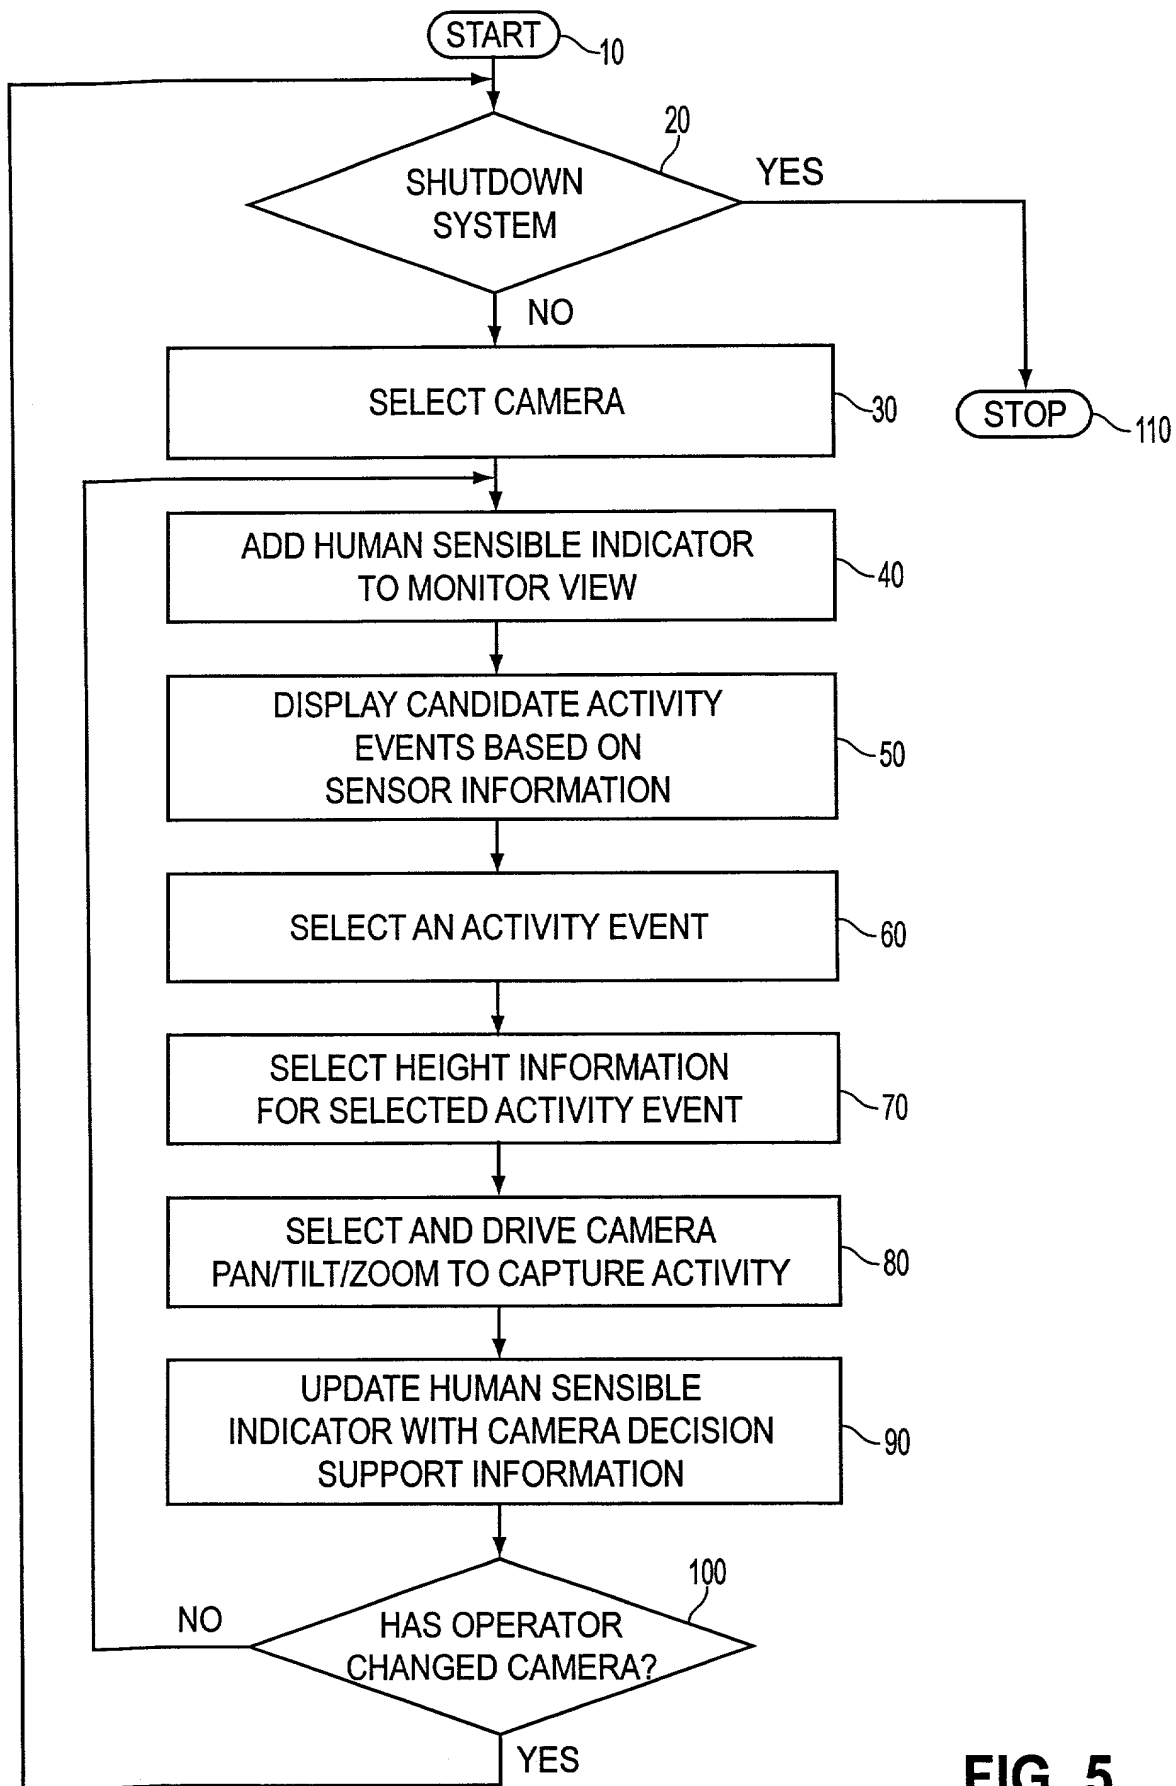 START
10
20
YES
SHUTDOWN
SYSTEM
NO
SELECT CAMERA
30
STOP
110
ADD HUMAN SENSIBLE INDICATOR
TO MONITOR VIEW
40
DISPLAY CANDIDATE ACTIVITY
EVENTS BASED ON
SENSOR INFORMATION
50
SELECT AN ACTIVITY EVENT
60
SELECT HEIGHT INFORMATION
FOR SELECTED ACTIVITY EVENT
70
SELECT AND DRIVE CAMERA
PAN/TILT/ZOOM TO CAPTURE ACTIVITY
80
UPDATE HUMAN SENSIBLE
INDICATOR WITH CAMERA DECISION
SUPPORT INFORMATION
90
100
NO
HAS OPERATOR
CHANGED CAMERA?
YES
FIG. 5